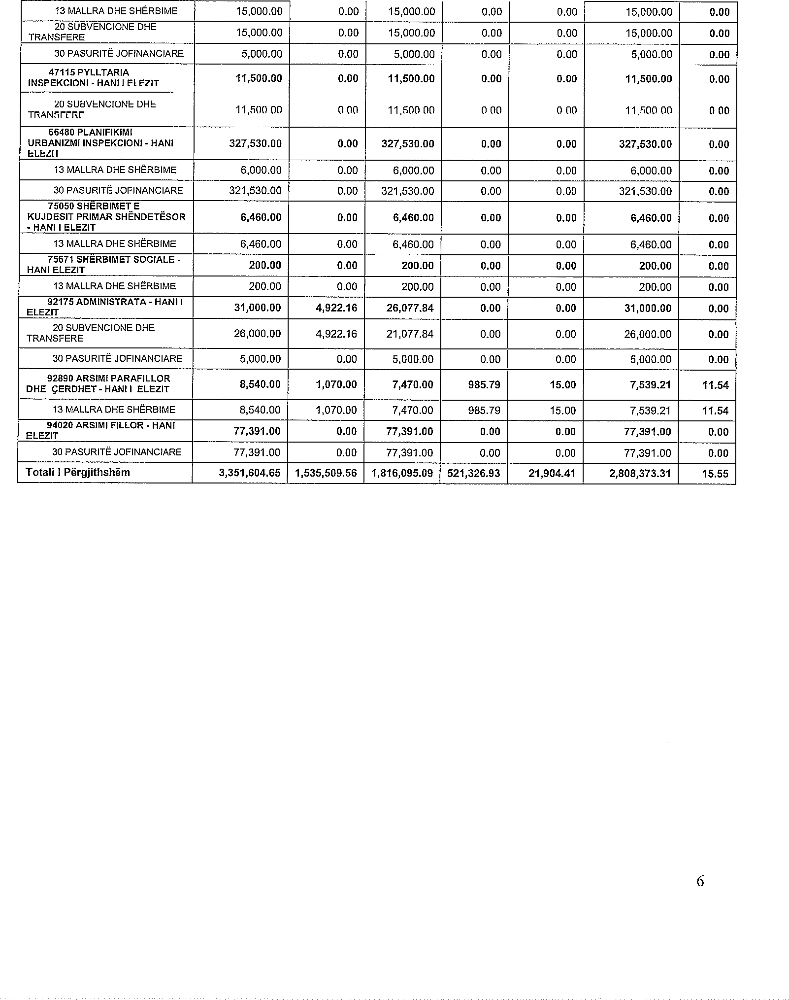 13 MALLRA DHE SHËRBIME 15,000.00 0.00 15,000.00 0.00 0.00 15,000.00 0.00
20 SUBVENCIONE DHE
TRANSFERE 15,000.00 0.00 15,000.00 0.00 0.00 15,000.00 0.00
30 PASURITË JOFINANCIARE 5,000.00 0.00 5,000.00 0.00 0.00 5,000.00 0.00
47115 PYLLTARIA
INSPEKCIONI - HANI I ELEZIT 11,500.00 0.00 11,500.00 0.00 0.00 11,500.00 0.00
20 SUBVENCIONE DHE
TRANSFERE 11,500.00 0.00 11,500.00 0.00 0.00 11,500.00 0.00
66480 PLANIFIKIMI
URBANIZMI INSPEKCIONI - HANI
ELEZIT 327,530.00 0.00 327,530.00 0.00 0.00 327,530.00 0.00
13 MALLRA DHE SHËRBIME 6,000.00 0.00 6,000.00 0.00 0.00 6,000.00 0.00
30 PASURITË JOFINANCIARE 321,530.00 0.00 321,530.00 0.00 0.00 321,530.00 0.00
75050 SHËRBIMET E
KUJDESIT PRIMAR SHËNDETËSOR
- HANI I ELEZIT 6,460.00 0.00 6,460.00 0.00 0.00 6,460.00 0.00
13 MALLRA DHE SHËRBIME 6,460.00 0.00 6,460.00 0.00 0.00 6,460.00 0.00
75671 SHËRBIMET SOCIALE -
HANI ELEZIT 200.00 0.00 200.00 0.00 0.00 200.00 0.00
13 MALLRA DHE SHËRBIME 200.00 0.00 200.00 0.00 0.00 200.00 0.00
92175 ADMINISTRATA - HANI I
ELEZIT 31,000.00 4,922.16 26,077.84 0.00 0.00 31,000.00 0.00
20 SUBVENCIONE DHE
TRANSFERE 26,000.00 4,922.16 21,077.84 0.00 0.00 26,000.00 0.00
30 PASURITË JOFINANCIARE 5,000.00 0.00 5,000.00 0.00 0.00 5,000.00 0.00
92890 ARSIMI PARAFILLOR
DHE ÇERDHET - HANI I ELEZIT 8,540.00 1,070.00 7,470.00 985.79 15.00 7,539.21 11.54
13 MALLRA DHE SHËRBIME 8,540.00 1,070.00 7,470.00 985.79 15.00 7,539.21 11.54
94020 ARSIMI FILLOR - HANI
ELEZIT 77,391.00 0.00 77,391.00 0.00 0.00 77,391.00 0.00
30 PASURITË JOFINANCIARE 77,391.00 0.00 77,391.00 0.00 0.00 77,391.00 0.00
Totali I Përgjithshëm 3,351,604.65 1,535,509.56 1,816,095.09 521,326.93 21,904.41 2,808,373.31 15.55
6